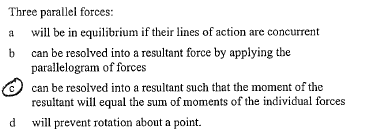 Three parallel forces:
a will be in equilibrium if their lines of action are concurrent
b can be resolved into a resultant force by applying the
parallelogram of forces
c can be resolved into a resultant such that the moment of the
resultant will equal the sum of moments of the individual forces
d will prevent rotation about a point.